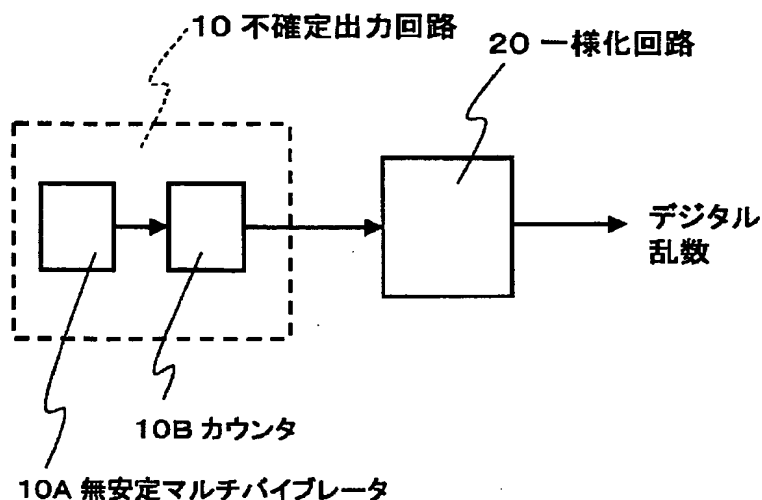 10 不確定出力回路
20 一様化回路
デジタル
乱数
10B カウンタ
10A 無安定マルチバイブレータ